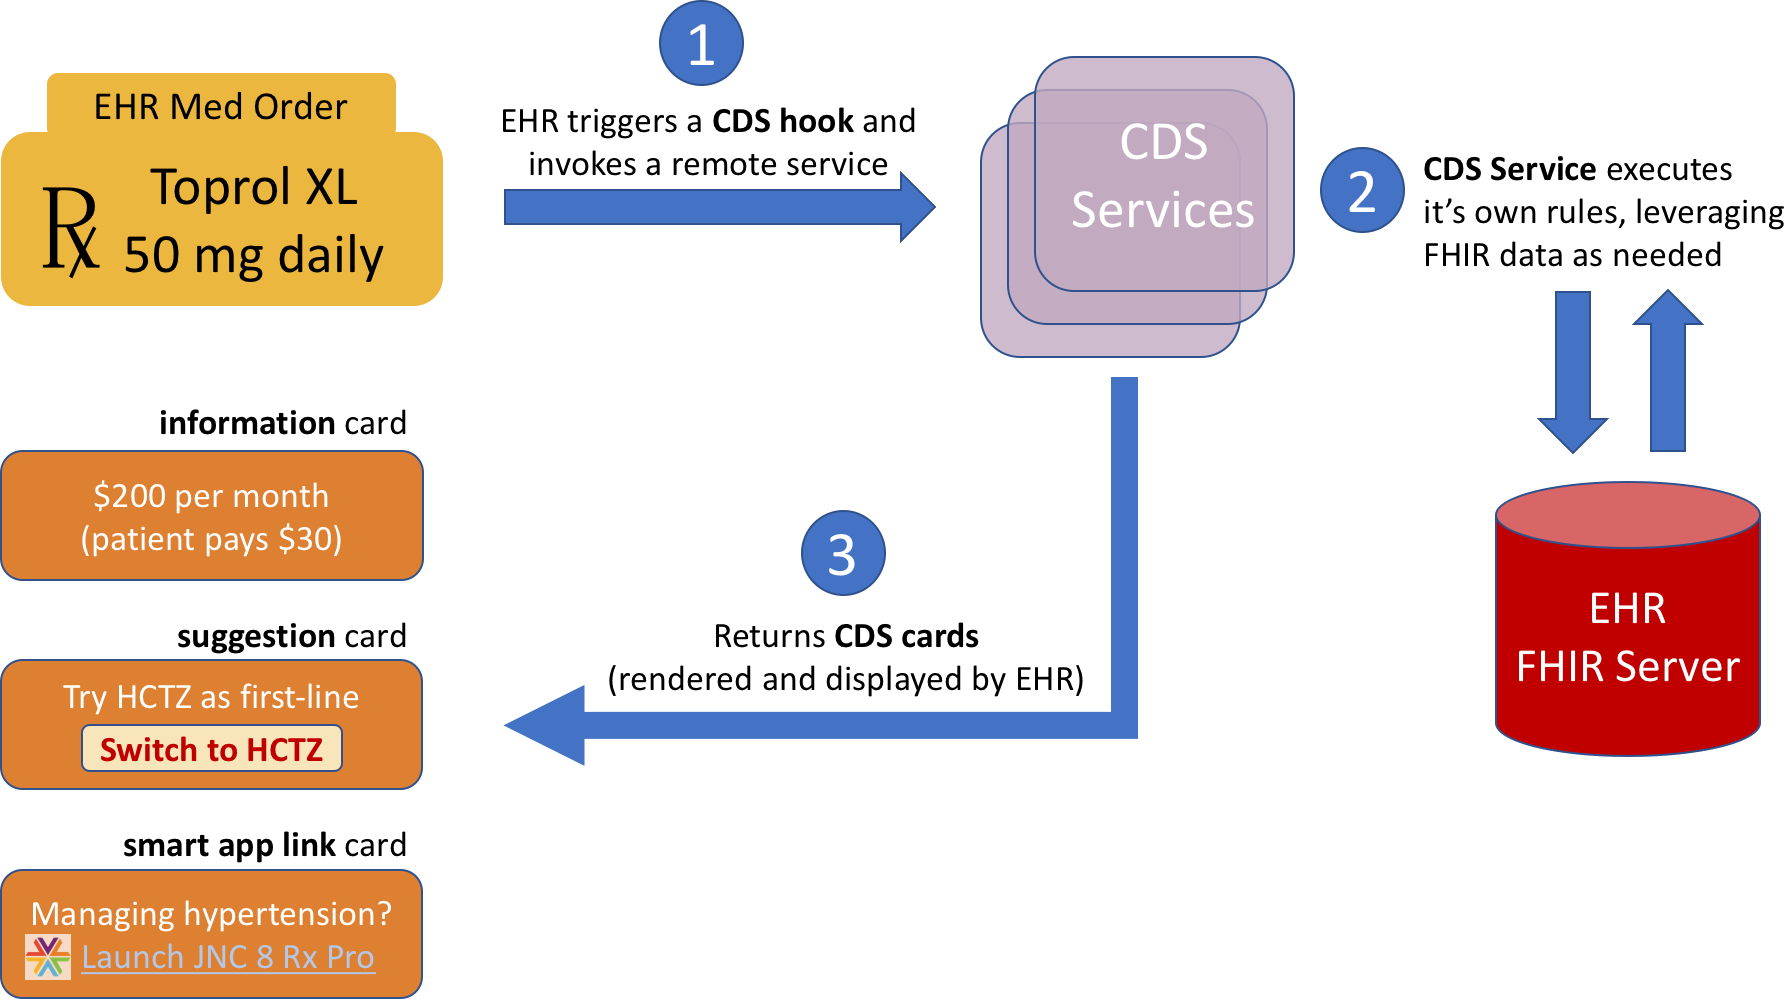 EHR Med Order
Rx
Toprol XL
50 mg daily
1
EHR triggers a CDS hook and
invokes a remote service
CDS
Services
2
CDS Service executes
it’s own rules, leveraging
FHIR data as needed
EHR
FHIR Server
3
Returns CDS cards
(rendered and displayed by EHR)
information card
$200 per month
(patient pays $30)
suggestion card
Try HCTZ as first-line
Switch to HCTZ
smart app link card
Managing hypertension?
Launch JNC 8 Rx Pro